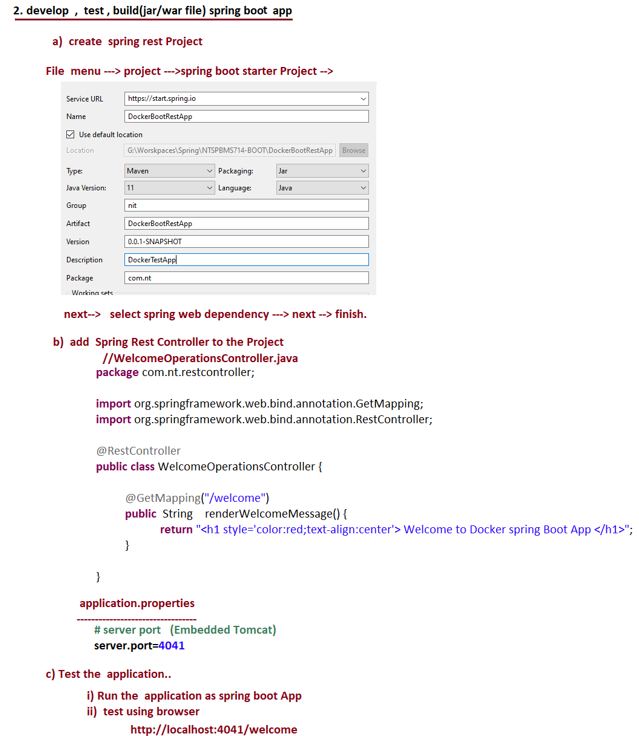 2. develop , test , build(jar/war file) spring boot app
a) create spring rest Project
File menu ---> project --->spring boot starter Project -->
Service URL https://start.spring.io
Name DockerBootRestApp
Use default location
Location G:\Worskpaces\Spring\NTSPBMS714-BOOT\DockerBootRestApp Browse
Type: Maven Packaging: Jar
Java Version: 11 Language: Java
Group nit
Artifact DockerBootRestApp
Version 0.0.1-SNAPSHOT
Description DockerTestApp
Package com.nt
Working sets
next--> select spring web dependency ---> next --> finish.
b) add Spring Rest Controller to the Project
//WelcomeOperationsController.java
package com.nt.restcontroller;
import org.springframework.web.bind.annotation.GetMapping;
import org.springframework.web.bind.annotation.RestController;
@RestController
public class WelcomeOperationsController {
@GetMapping("/welcome")
public String renderWelcomeMessage() {
return "<h1 style='color:red;text-align:center'> Welcome to Docker spring Boot App </h1>";
}
}
application.properties
----------------------------------
# server port (Embedded Tomcat)
server.port=4041
c) Test the application..
i) Run the application as spring boot App
ii) test using browser
http://localhost:4041/welcome